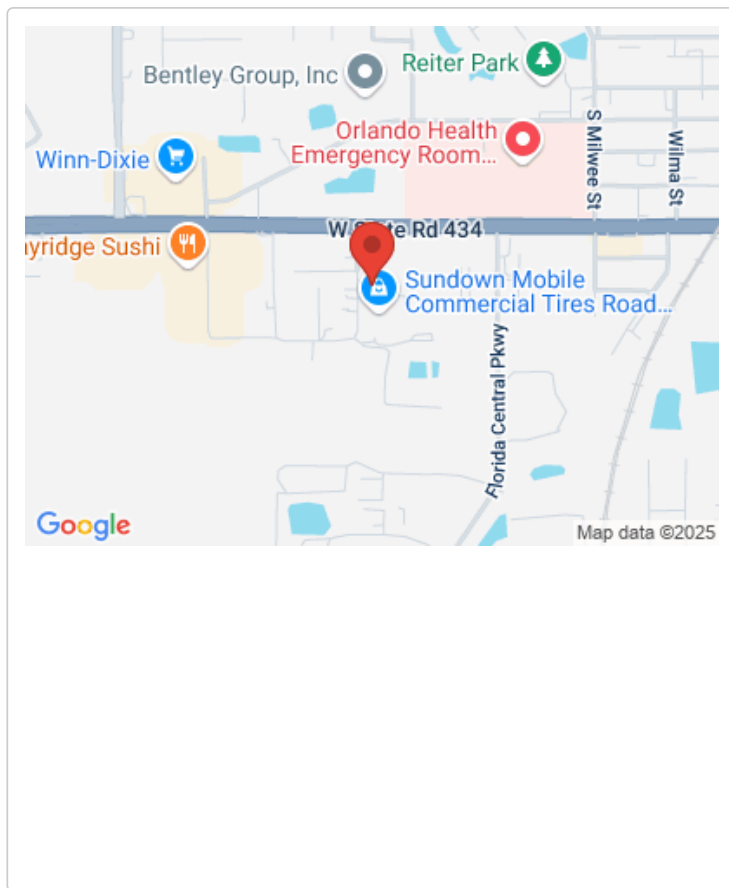 Bentley Group, Inc
Reiter Park
Orlando Health
Emergency Room...
S Milwee St
Wilma St
Winn-Dixie
W State Rd 434
yridge Sushi
Sundown Mobile
Commercial Tires Road...
Florida Central Pkwy
Google
Map data ©2025